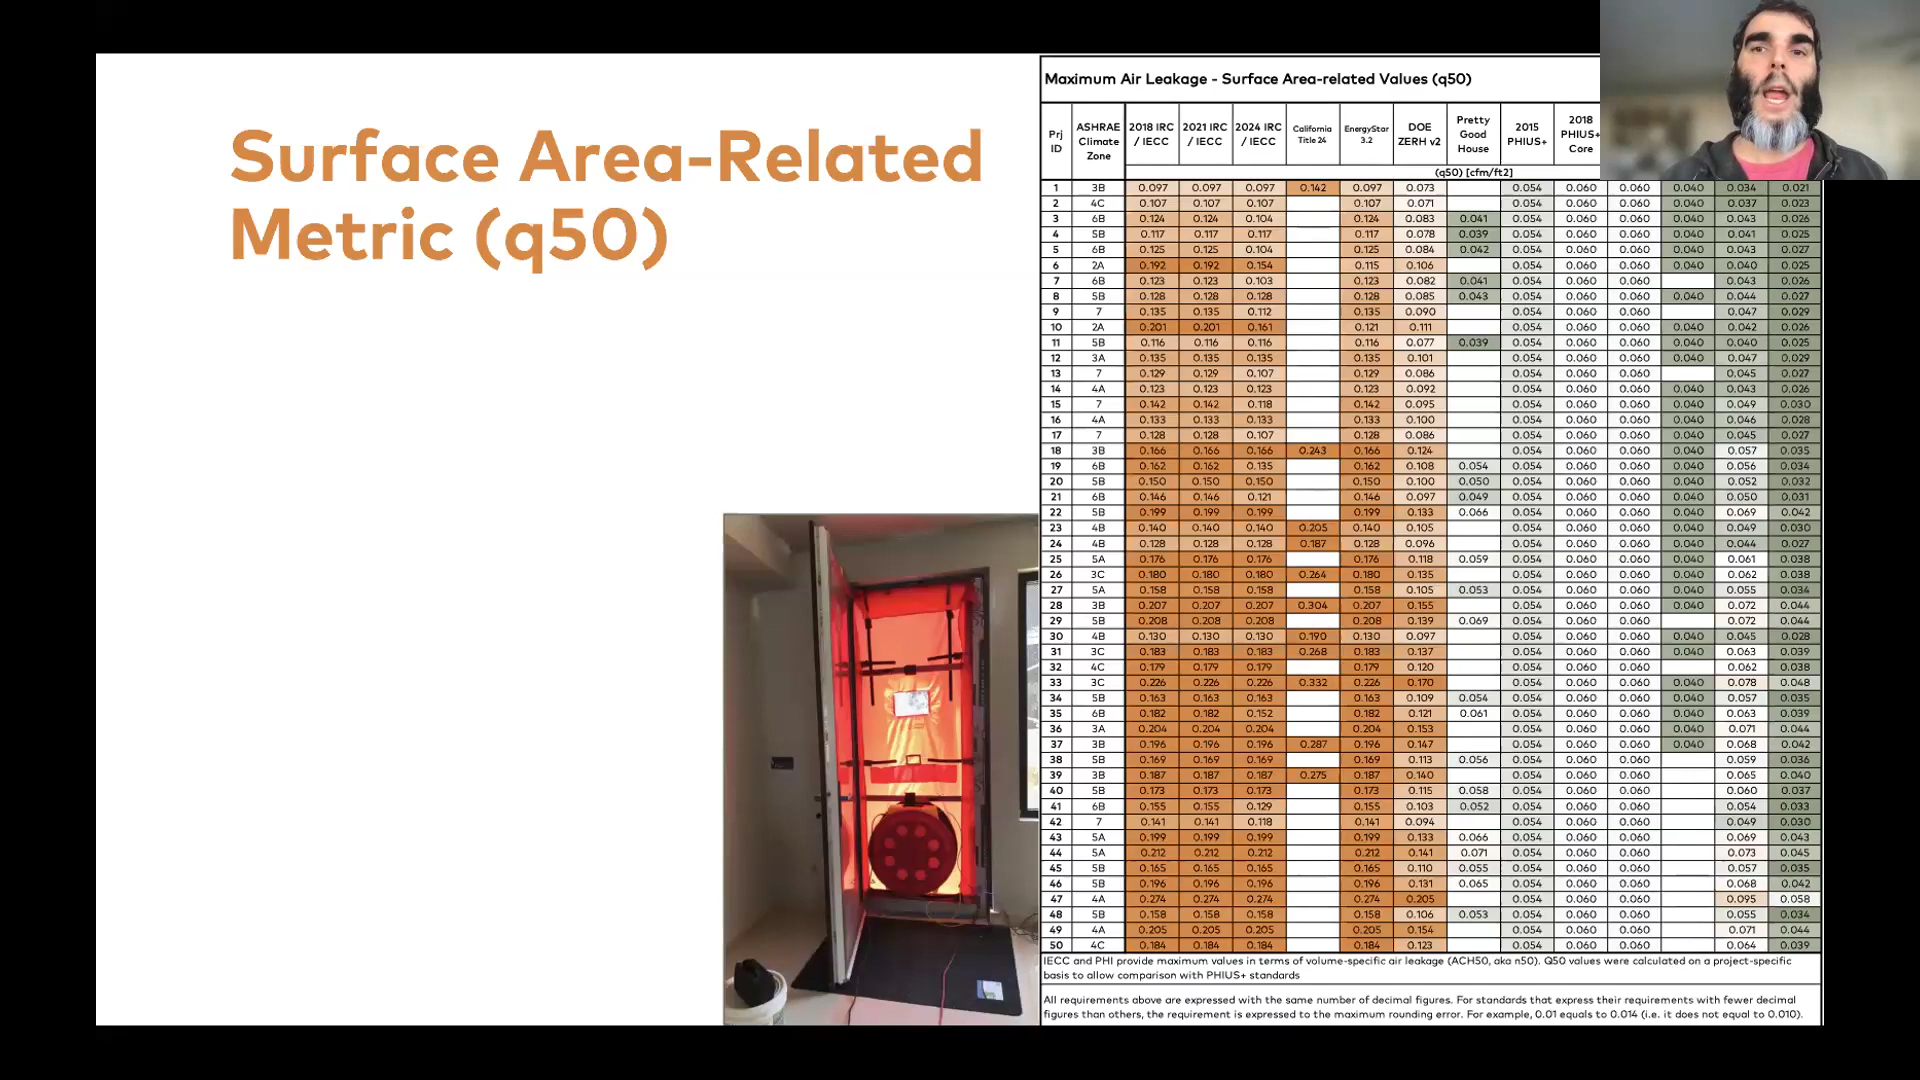 Surface Area-Related
Metric (q50)
Maximum Air Leakage - Surface Area-related Values (q50)
Prj ID | ASHRAE Climate Zone | 2018 IRC / IECC | 2021 IRC / IECC | 2024 IRC / IECC | California Title 24 | EnergyStar 3.2 | DOE ZERH v2 | Pretty Good House | 2015 PHIUS+ | 2018 PHIUS+ Core
(q50) [cfm/ft2]
1 3B 0.097 0.097 0.097 0.142 0.097 0.073 0.054 0.060 0.060 0.040 0.034 0.021
2 4C 0.107 0.107 0.107 0.107 0.071 0.054 0.060 0.060 0.040 0.037 0.023
3 6B 0.124 0.124 0.104 0.124 0.083 0.041 0.054 0.060 0.060 0.040 0.043 0.026
4 5B 0.117 0.117 0.117 0.117 0.078 0.039 0.054 0.060 0.060 0.040 0.041 0.025
5 6B 0.125 0.125 0.104 0.125 0.084 0.042 0.054 0.060 0.060 0.040 0.043 0.027
6 2A 0.192 0.192 0.154 0.115 0.106 0.054 0.060 0.060 0.040 0.040 0.025
7 6B 0.123 0.123 0.103 0.123 0.082 0.041 0.054 0.060 0.060 0.043 0.026
8 5B 0.128 0.128 0.128 0.128 0.085 0.043 0.054 0.060 0.060 0.040 0.044 0.027
9 7 0.135 0.135 0.112 0.135 0.090 0.054 0.060 0.060 0.047 0.029
10 2A 0.201 0.201 0.161 0.121 0.111 0.054 0.060 0.060 0.040 0.042 0.026
11 5B 0.116 0.116 0.116 0.116 0.077 0.039 0.054 0.060 0.060 0.040 0.040 0.025
12 3A 0.135 0.135 0.135 0.135 0.101 0.054 0.060 0.060 0.040 0.047 0.029
13 7 0.129 0.129 0.107 0.129 0.086 0.054 0.060 0.060 0.045 0.027
14 4A 0.123 0.123 0.123 0.123 0.092 0.054 0.060 0.060 0.040 0.043 0.026
15 7 0.142 0.142 0.118 0.142 0.095 0.054 0.060 0.060 0.040 0.049 0.030
16 4A 0.133 0.133 0.133 0.133 0.100 0.054 0.060 0.060 0.040 0.046 0.028
17 7 0.128 0.128 0.107 0.128 0.086 0.054 0.060 0.060 0.040 0.045 0.027
18 3B 0.166 0.166 0.166 0.243 0.166 0.124 0.054 0.060 0.060 0.040 0.057 0.035
19 6B 0.162 0.162 0.135 0.162 0.108 0.054 0.054 0.060 0.060 0.040 0.056 0.034
20 5B 0.150 0.150 0.150 0.150 0.100 0.050 0.054 0.060 0.060 0.040 0.052 0.032
21 6B 0.146 0.146 0.121 0.146 0.097 0.049 0.054 0.060 0.060 0.040 0.050 0.031
22 5B 0.199 0.199 0.199 0.199 0.133 0.066 0.054 0.060 0.060 0.040 0.069 0.042
23 4B 0.140 0.140 0.140 0.205 0.140 0.105 0.054 0.060 0.060 0.040 0.049 0.030
24 4B 0.128 0.128 0.128 0.187 0.128 0.096 0.054 0.060 0.060 0.040 0.044 0.027
25 5A 0.176 0.176 0.176 0.176 0.118 0.059 0.054 0.060 0.060 0.040 0.061 0.038
26 3C 0.180 0.180 0.180 0.264 0.180 0.135 0.054 0.060 0.060 0.040 0.062 0.038
27 5A 0.158 0.158 0.158 0.158 0.105 0.053 0.054 0.060 0.060 0.040 0.055 0.034
28 3B 0.207 0.207 0.207 0.304 0.207 0.155 0.054 0.060 0.060 0.040 0.072 0.044
29 5B 0.208 0.208 0.208 0.208 0.139 0.069 0.054 0.060 0.060 0.072 0.044
30 4B 0.130 0.130 0.130 0.190 0.130 0.097 0.054 0.060 0.060 0.040 0.045 0.028
31 3C 0.183 0.183 0.183 0.268 0.183 0.137 0.054 0.060 0.060 0.040 0.063 0.039
32 4C 0.179 0.179 0.179 0.179 0.120 0.054 0.060 0.060 0.062 0.038
33 3C 0.226 0.226 0.226 0.332 0.226 0.170 0.054 0.060 0.060 0.040 0.078 0.048
34 5B 0.163 0.163 0.163 0.163 0.109 0.054 0.054 0.060 0.060 0.040 0.057 0.035
35 6B 0.182 0.182 0.152 0.182 0.121 0.061 0.054 0.060 0.060 0.040 0.063 0.039
36 3A 0.204 0.204 0.204 0.204 0.153 0.054 0.060 0.060 0.040 0.071 0.044
37 3B 0.196 0.196 0.196 0.287 0.196 0.147 0.054 0.060 0.060 0.040 0.068 0.042
38 5B 0.169 0.169 0.169 0.169 0.113 0.056 0.054 0.060 0.060 0.059 0.036
39 3B 0.187 0.187 0.187 0.275 0.187 0.140 0.054 0.060 0.060 0.065 0.040
40 5B 0.173 0.173 0.173 0.173 0.115 0.058 0.054 0.060 0.060 0.060 0.037
41 6B 0.155 0.155 0.129 0.155 0.103 0.052 0.054 0.060 0.060 0.054 0.033
42 7 0.141 0.141 0.118 0.141 0.094 0.054 0.060 0.060 0.049 0.030
43 5A 0.199 0.199 0.199 0.199 0.133 0.066 0.054 0.060 0.060 0.069 0.043
44 5A 0.212 0.212 0.212 0.212 0.141 0.071 0.054 0.060 0.060 0.073 0.045
45 5B 0.165 0.165 0.165 0.165 0.110 0.055 0.054 0.060 0.060 0.057 0.035
46 5B 0.196 0.196 0.196 0.196 0.131 0.065 0.054 0.060 0.060 0.068 0.042
47 4A 0.274 0.274 0.274 0.274 0.205 0.054 0.060 0.060 0.095 0.058
48 5B 0.158 0.158 0.158 0.158 0.106 0.053 0.054 0.060 0.060 0.055 0.034
49 4A 0.205 0.205 0.205 0.205 0.154 0.054 0.060 0.060 0.071 0.044
50 4C 0.184 0.184 0.184 0.184 0.123 0.054 0.060 0.060 0.064 0.039
IECC and PHI provide maximum values in terms of volume-specific air leakage (ACH50, aka n50). Q50 values were calculated on a project-specific
basis to allow comparison with PHIUS+ standards
All requirements above are expressed with the same number of decimal figures. For standards that express their requirements with fewer decimal
figures than others, the requirement is expressed to the maximum rounding error. For example, 0.01 equals to 0.014 (i.e. it does not equal to 0.010).